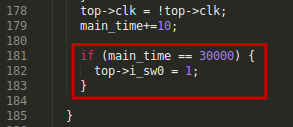 178 top->clk = !top->clk;
179 main_time+=10;
180
181 if (main_time == 30000) {
182 top->i_sw0 = 1;
183 }
184
185 }